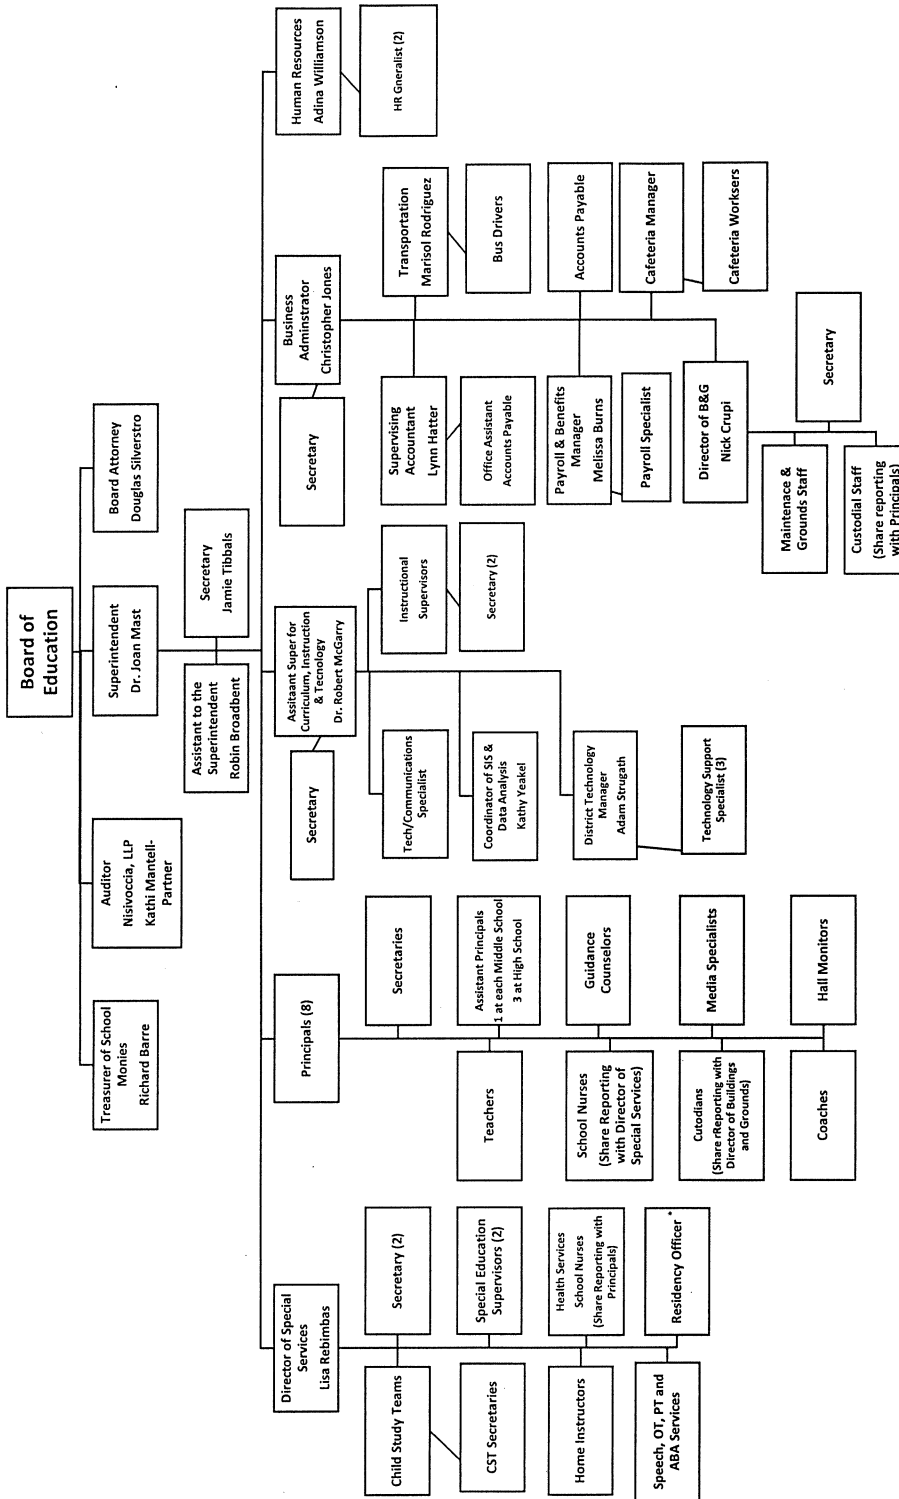 Board of
Education
Treasurer of School
Monies
Richard Barre
Auditor
Nisivoccia, LLP
Kathi Mantell-
Partner
Superintendent
Dr. Joan Mast
Board Attorney
Douglas Silverstro
Assistant to the
Superintendent
Robin Broadbent
Secretary
Jamie Tibbals
Director of Special
Services
Lisa Rebimbas
Child Study Teams
Secretary (2)
CST Secretaries
Special Education
Supervisors (2)
Home Instructors
Health Services
School Nurses
(Share Reporting with
Principals)
Speech, OT, PT and
ABA Services
Residency Officer
Principals (8)
Secretaries
Teachers
Assistant Principals
1 at each Middle School
3 at High School
School Nurses
(Share Reporting
with Director of
Special Services)
Guidance
Counselors
Cutodians
(Share rReporting with
Director of Buildings
and Grounds)
Media Specialists
Coaches
Hall Monitors
Assitaant Super for
Curriculum, Instruction
& Tecnology
Dr. Robert McGarry
Secretary
Tech/Communications
Specialist
Instructional
Supervisors
Coordinator of SIS &
Data Analysis
Kathy Yeakel
Secretary (2)
District Technology
Manager
Adam Strugath
Technology Support
Specialist (3)
Business
Adminstrator
Christopher Jones
Secretary
Supervising
Accountant
Lynn Hatter
Transportation
Marisol Rodriguez
Office Assistant
Accounts Payable
Bus Drivers
Payroll & Benefits
Manager
Melissa Burns
Accounts Payable
Payroll Specialist
Cafeteria Manager
Director of B&G
Nick Crupi
Cafeteria Worksers
Maintenace &
Grounds Staff
Secretary
Custodial Staff
(Share reporting
with Principals)
Human Resources
Adina Williamson
HR Gneralist (2)